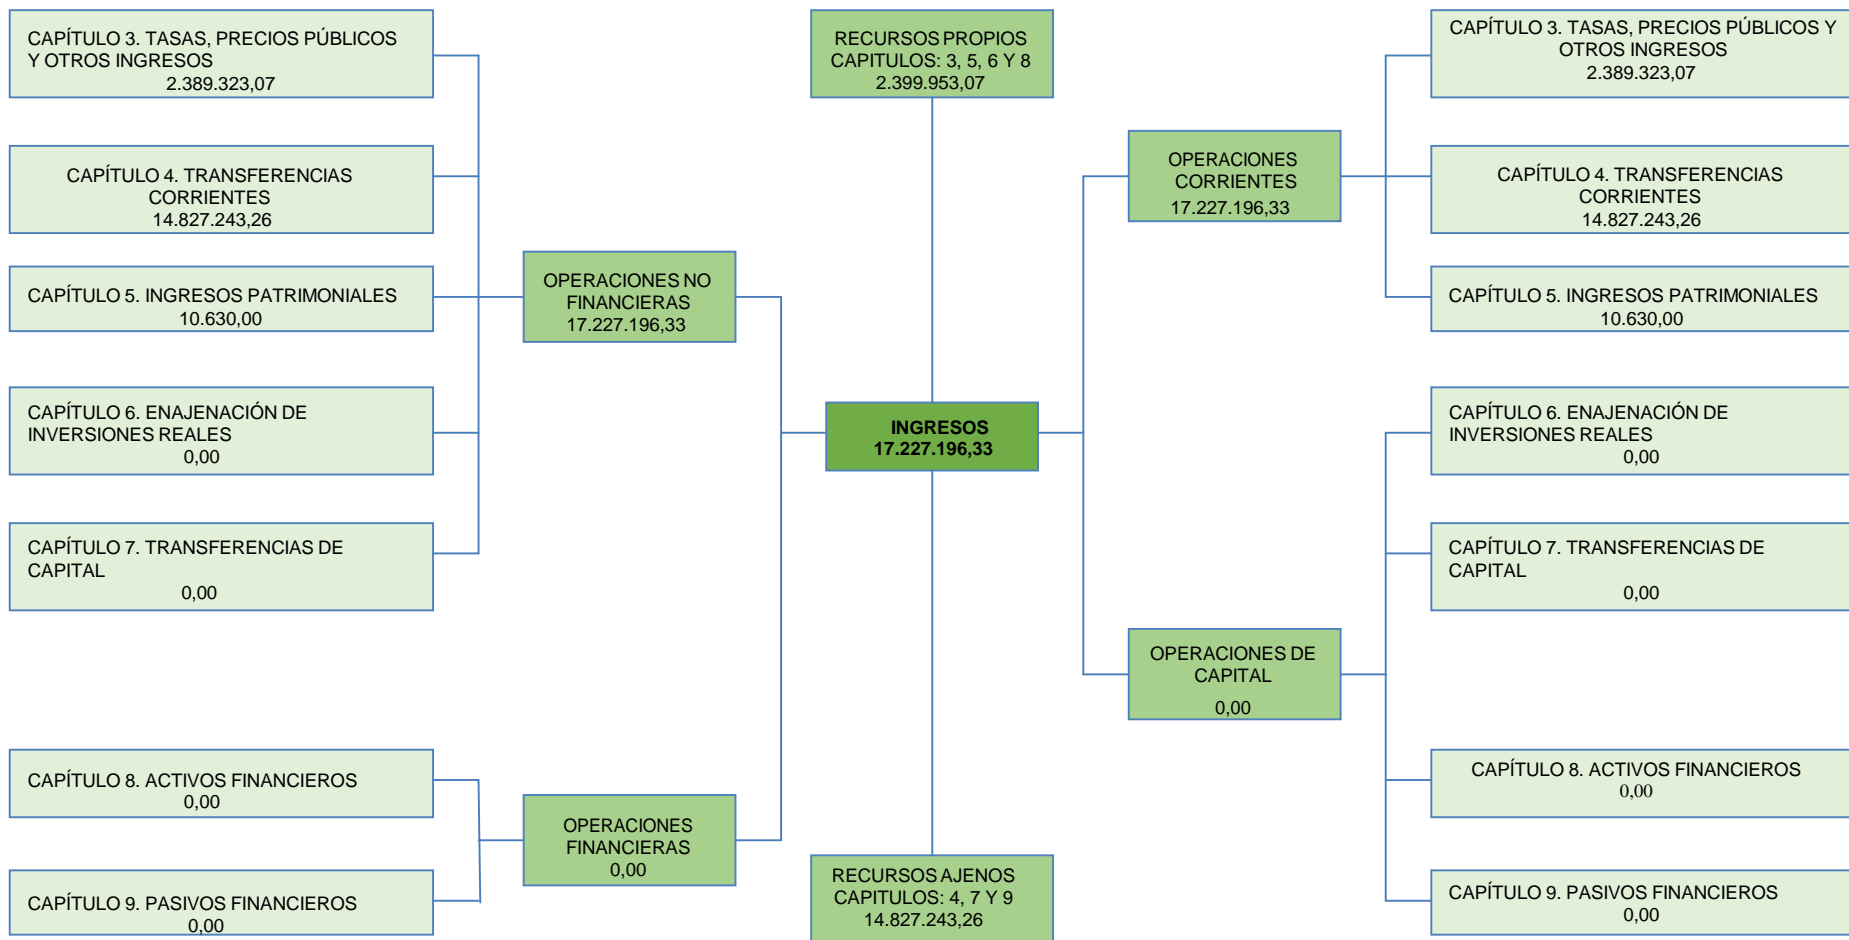 CAPÍTULO 3. TASAS, PRECIOS PÚBLICOS
Y OTROS INGRESOS
2.389.323,07
CAPÍTULO 4. TRANSFERENCIAS
CORRIENTES
14.827.243,26
CAPÍTULO 5. INGRESOS PATRIMONIALES
10.630,00
CAPÍTULO 6. ENAJENACIÓN DE
INVERSIONES REALES
0,00
CAPÍTULO 7. TRANSFERENCIAS DE
CAPITAL
0,00
CAPÍTULO 8. ACTIVOS FINANCIEROS
0,00
CAPÍTULO 9. PASIVOS FINANCIEROS
0,00
OPERACIONES NO
FINANCIERAS
17.227.196,33
OPERACIONES
FINANCIERAS
0,00
RECURSOS PROPIOS
CAPITULOS: 3, 5, 6 Y 8
2.399.953,07
INGRESOS
17.227.196,33
RECURSOS AJENOS
CAPITULOS: 4, 7 Y 9
14.827.243,26
OPERACIONES
CORRIENTES
17.227.196,33
OPERACIONES DE
CAPITAL
0,00
CAPÍTULO 3. TASAS, PRECIOS PÚBLICOS Y
OTROS INGRESOS
2.389.323,07
CAPÍTULO 4. TRANSFERENCIAS
CORRIENTES
14.827.243,26
CAPÍTULO 5. INGRESOS PATRIMONIALES
10.630,00
CAPÍTULO 6. ENAJENACIÓN DE
INVERSIONES REALES
0,00
CAPÍTULO 7. TRANSFERENCIAS DE
CAPITAL
0,00
CAPÍTULO 8. ACTIVOS FINANCIEROS
0,00
CAPÍTULO 9. PASIVOS FINANCIEROS
0,00